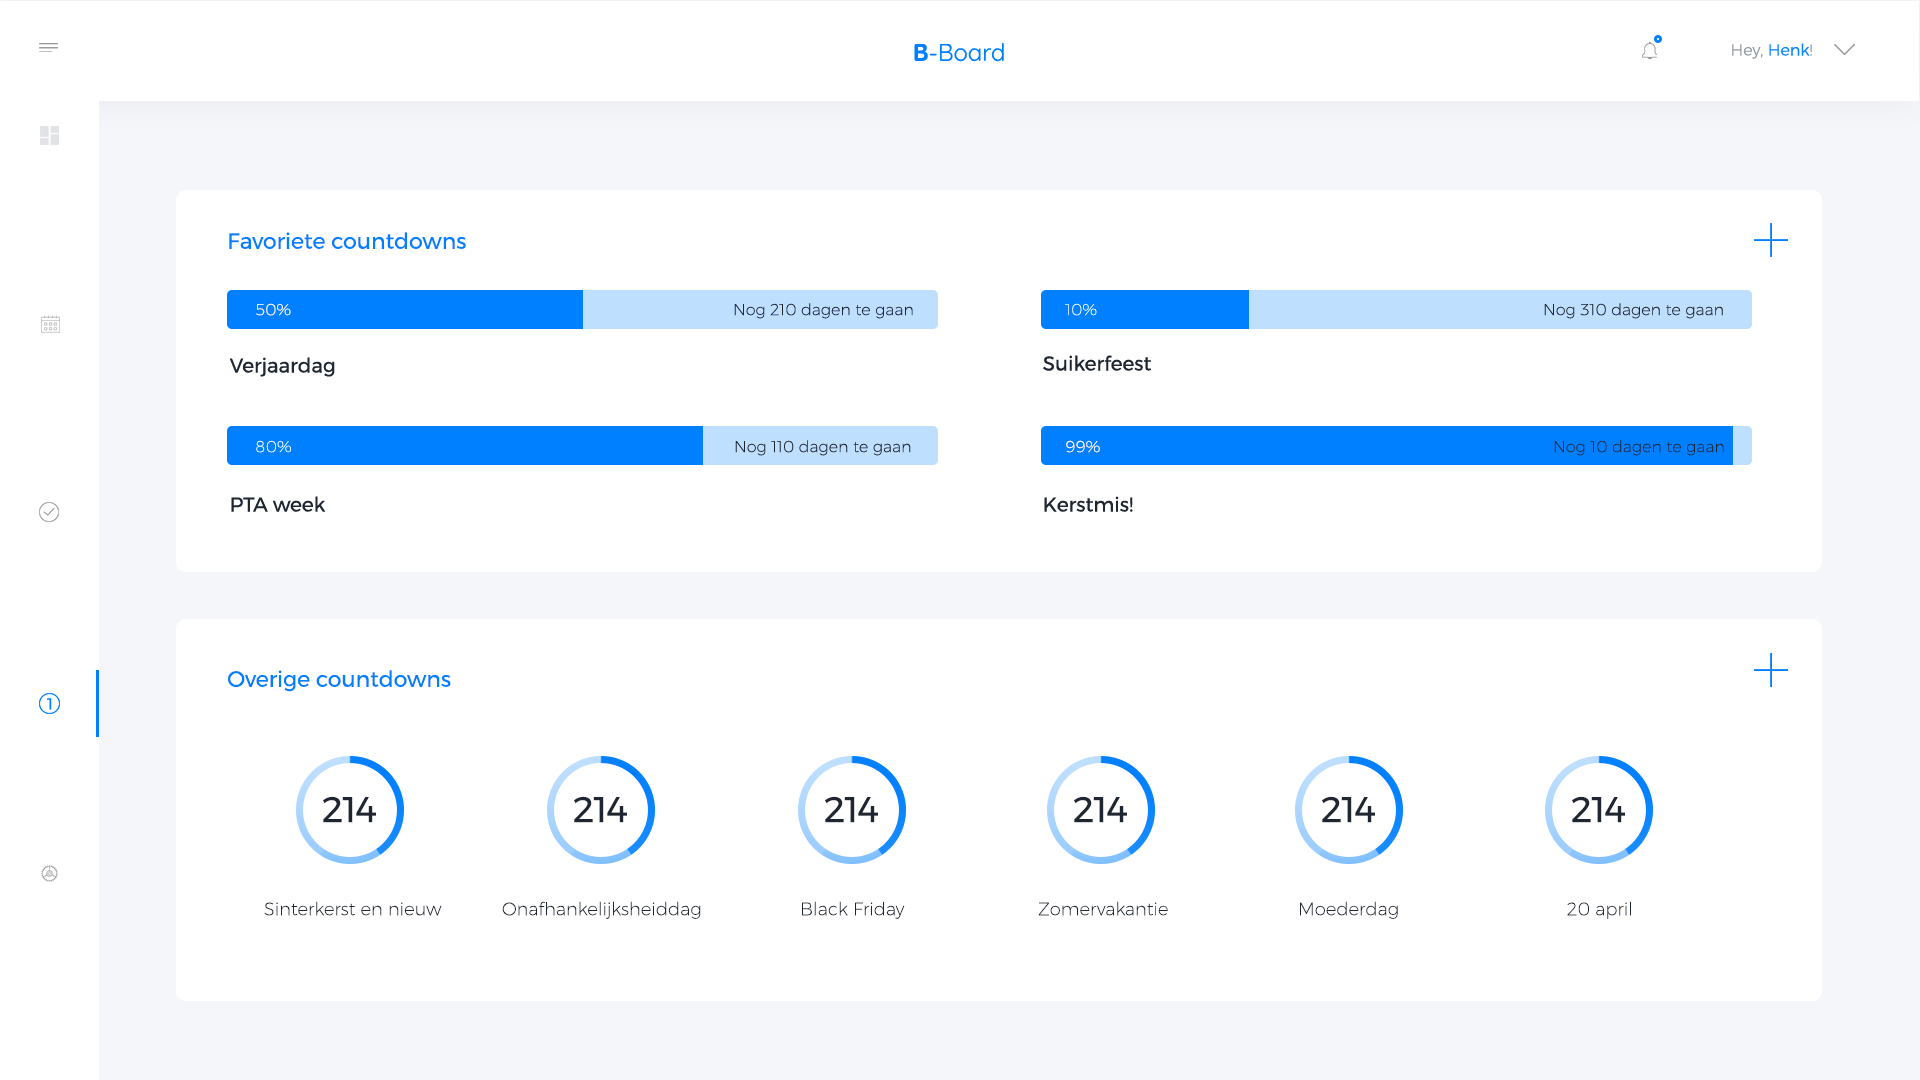 B-Board
Hey, Henk!
Favoriete countdowns
50%
Nog 210 dagen te gaan
10%
Nog 310 dagen te gaan
Verjaardag
Suikerfeest
80%
Nog 110 dagen te gaan
99%
Nog 10 dagen te gaan
PTA week
Kerstmis!
1
Overige countdowns
214
214
214
214
214
214
Sinterkerst en nieuw
Onafhankelijksheiddag
Black Friday
Zomervakantie
Moederdag
20 april